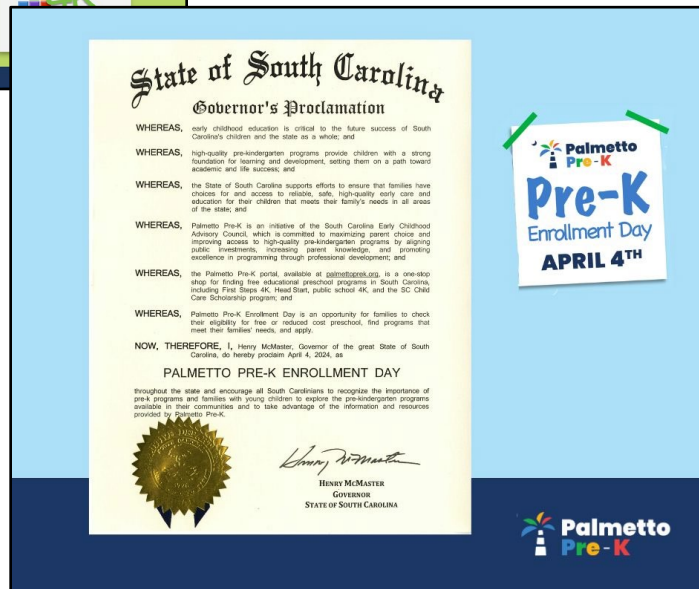 State of South Carolina
Governor's Proclamation
WHEREAS, early childhood education is critical to the future success of South
Carolina's children and the state as a whole; and
WHEREAS, high-quality pre-kindergarten programs provide children with a strong
foundation for learning and development, setting them on a path toward
academic and life success; and
WHEREAS, the State of South Carolina supports efforts to ensure that families have
choices for and access to reliable, safe, high-quality early care and
education for their children that meets their family's needs in all areas
of the state; and
WHEREAS, Palmetto Pre-K is an initiative of the South Carolina Early Childhood
Advisory Council, which is committed to maximizing parent choice and
improving access to high-quality pre-kindergarten programs by aligning
public investments, increasing parent knowledge, and promoting
excellence in programming through professional development; and
WHEREAS, the Palmetto Pre-K portal, available at palmettoprek.org, is a one-stop
shop for finding free educational preschool programs in South Carolina,
including First Steps 4K, Head Start, public school 4K, and the SC Child
Care Scholarship program; and
WHEREAS, Palmetto Pre-K Enrollment Day is an opportunity for families to check
their eligibility for free or reduced cost preschool, find programs that
meet their families' needs, and apply.
NOW, THEREFORE, I, Henry McMaster, Governor of the great State of South
Carolina, do hereby proclaim April 4, 2024, as
PALMETTO PRE-K ENROLLMENT DAY
throughout the state and encourage all South Carolinians to recognize the importance of
pre-k programs and families with young children to explore the pre-kindergarten programs
available in their communities and to take advantage of the information and resources
provided by Palmetto Pre-K.
Henry McMaster
HENRY MCMASTER
GOVERNOR
STATE OF SOUTH CAROLINA
Palmetto
Pre-K
Pre-K
Enrollment Day
APRIL 4TH
Palmetto
Pre-K